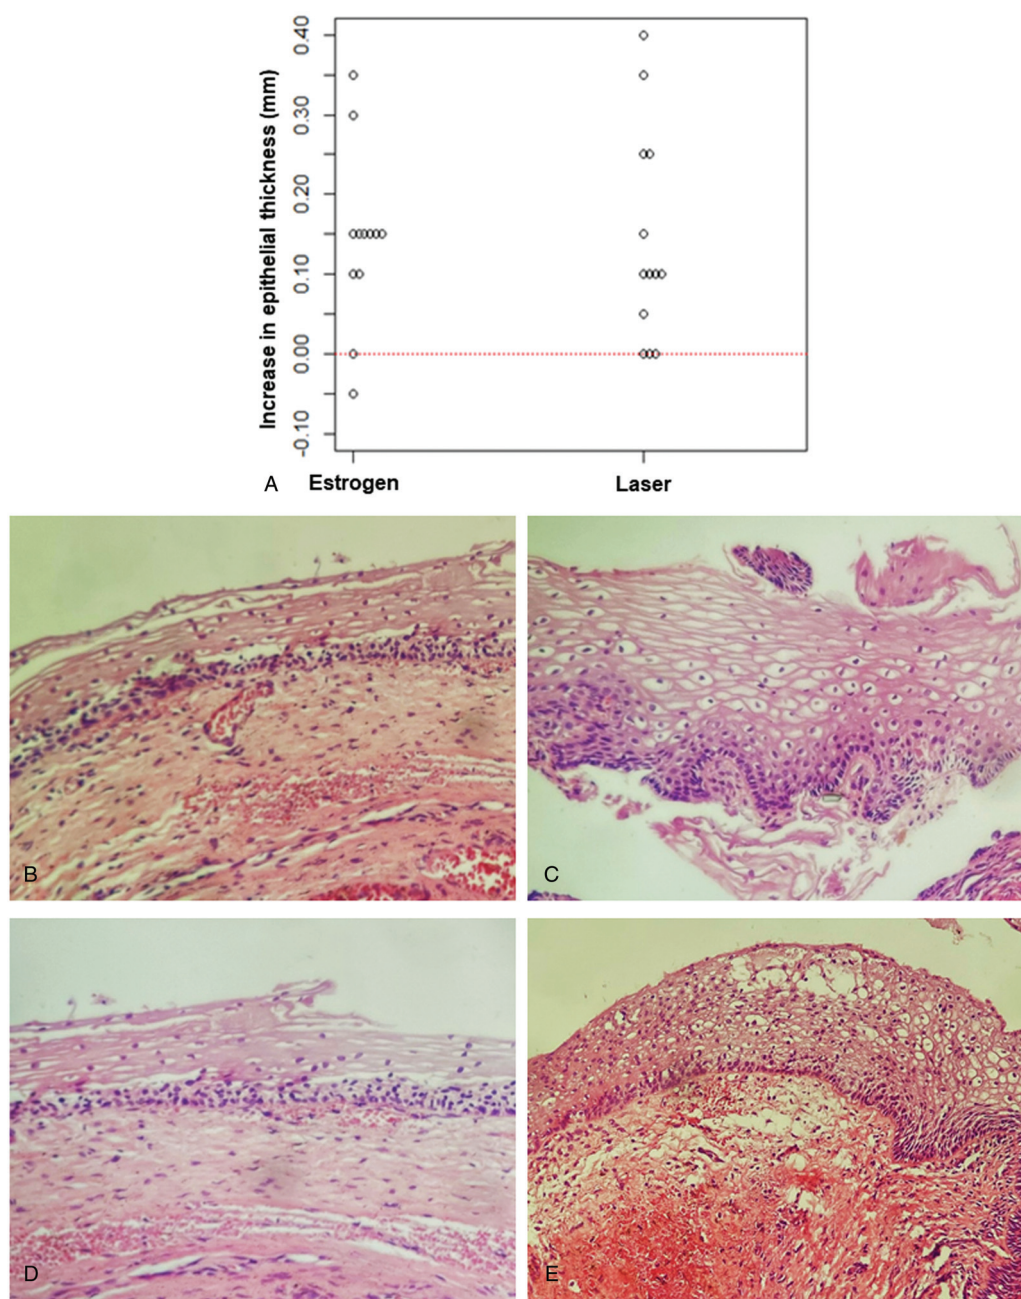 Increase in epithelial thickness (mm)
0.40
0.30
0.20
0.10
0.00
-0.10
A
Estrogen
Laser
B
C
D
E